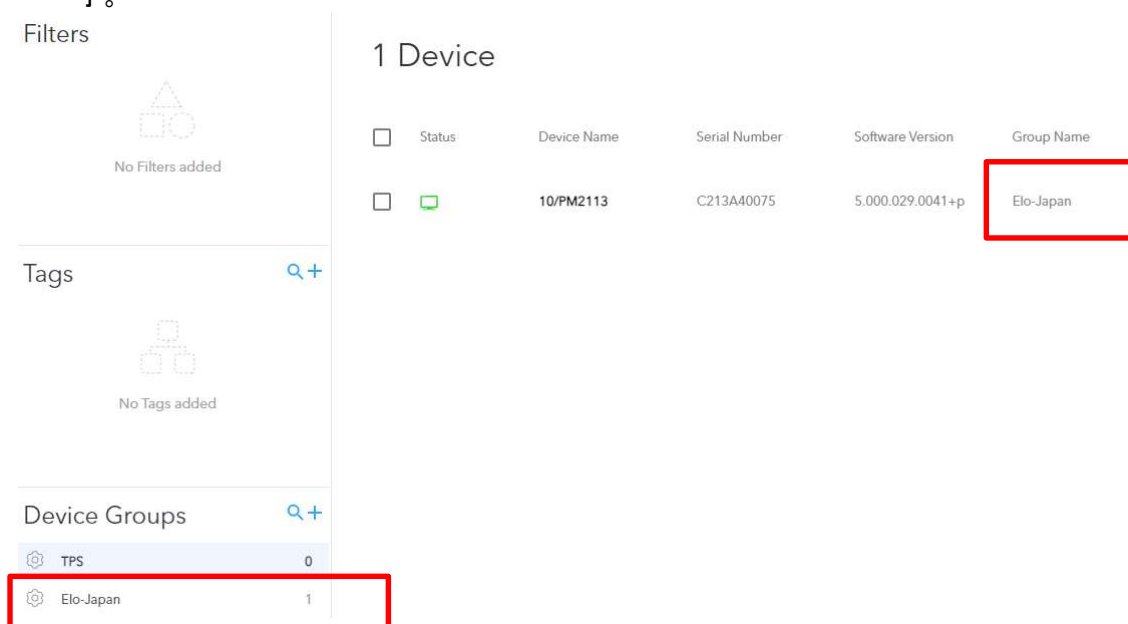 す。
Filters
No Filters added
Tags
No Tags added
Device Groups
TPS 0
Elo-Japan 1
1 Device
Status Device Name Serial Number Software Version Group Name
10/PM2113 C213A40075 5.000.029.0041+p Elo-Japan